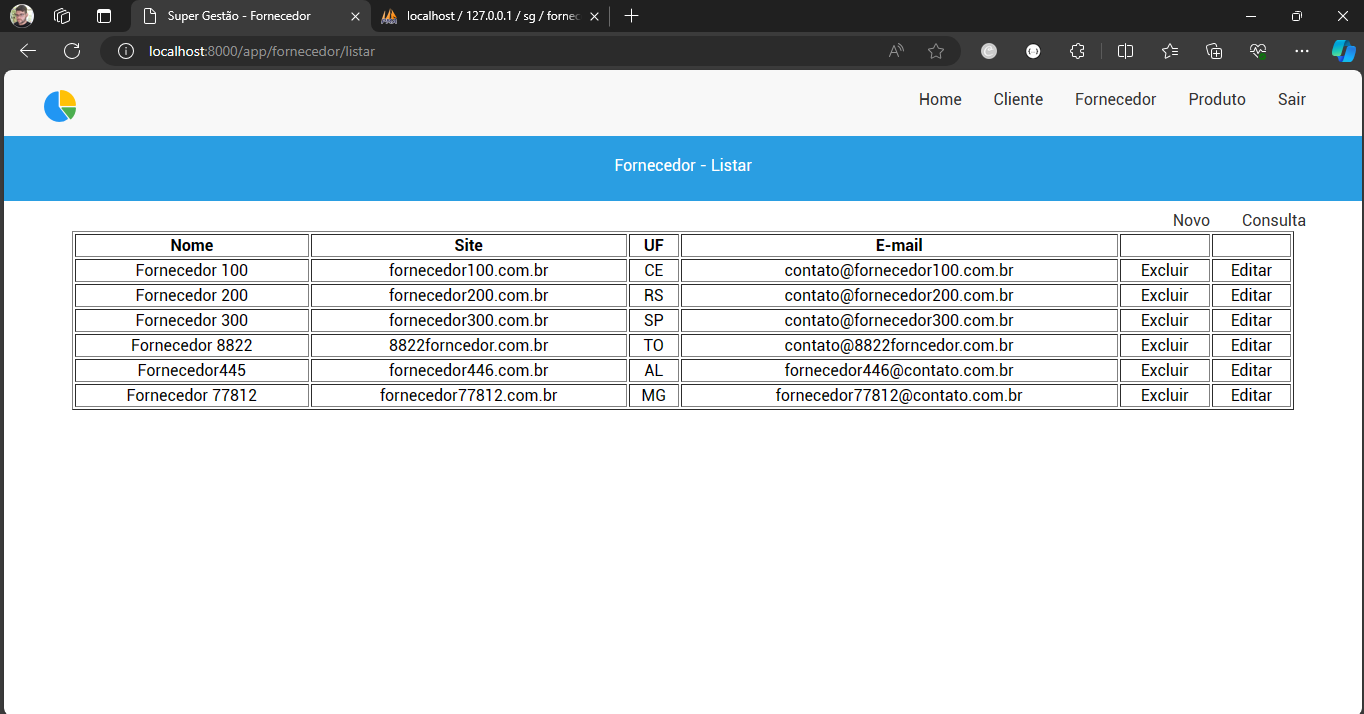 Super Gestão - Fornecedor
localhost / 127.0.0.1 / sg / fornec
localhost:8000/app/fornecedor/listar
Home Cliente Fornecedor Produto Sair
Fornecedor - Listar
Novo Consulta
Nome Site UF E-mail
Fornecedor 100 fornecedor100.com.br CE contato@fornecedor100.com.br Excluir Editar
Fornecedor 200 fornecedor200.com.br RS contato@fornecedor200.com.br Excluir Editar
Fornecedor 300 fornecedor300.com.br SP contato@fornecedor300.com.br Excluir Editar
Fornecedor 8822 8822forncedor.com.br TO contato@8822forncedor.com.br Excluir Editar
Fornecedor445 fornecedor446.com.br AL fornecedor446@contato.com.br Excluir Editar
Fornecedor 77812 fornecedor77812.com.br MG fornecedor77812@contato.com.br Excluir Editar